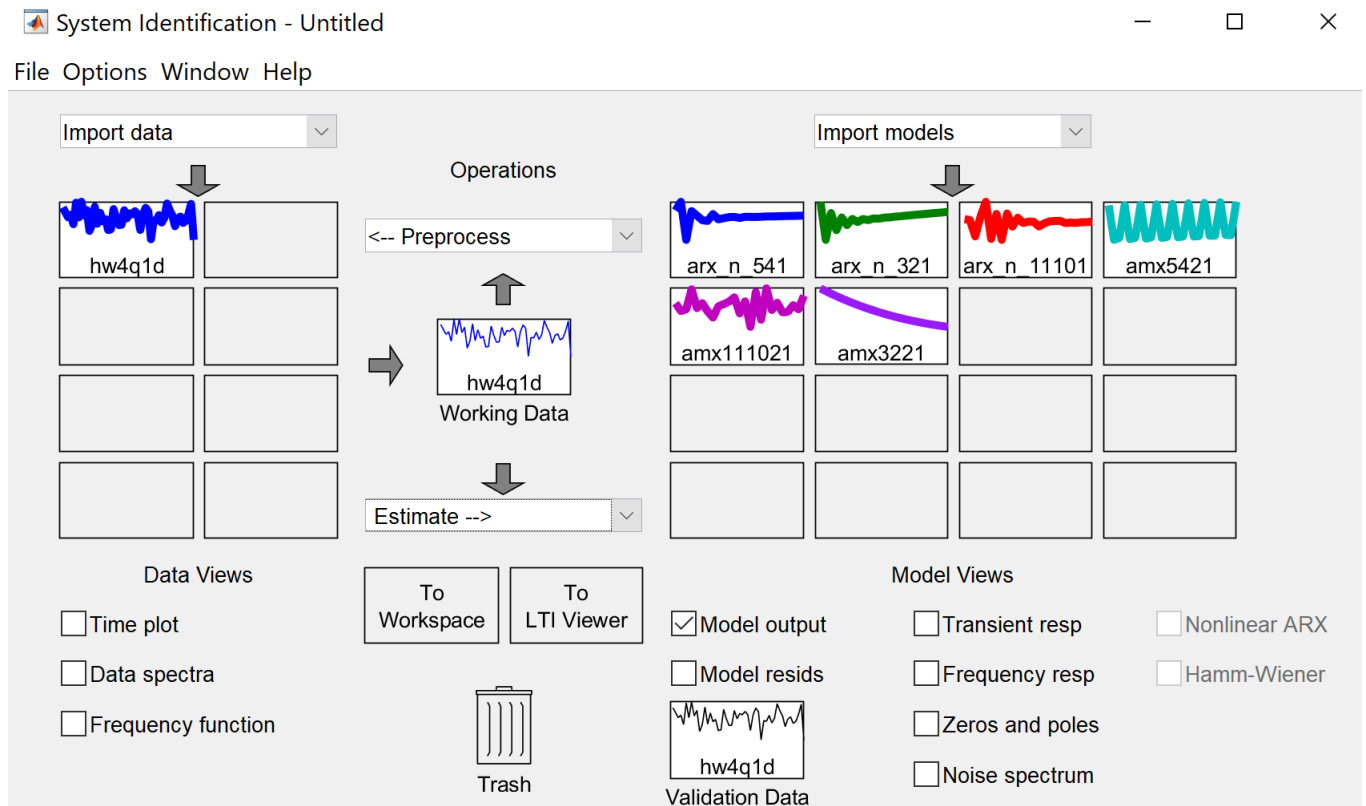 System Identification - Untitled
File Options Window Help
Import data
Import models
Operations
<-- Preprocess
hw4q1d
arx_n_541
arx_n_321
arx_n_11101
amx5421
hw4q1d
Working Data
amx111021
amx3221
Estimate -->
Data Views
To
Workspace
To
LTI Viewer
Model Views
Time plot
Data spectra
Frequency function
Trash
Model output
Model resids
hw4q1d
Validation Data
Transient resp
Frequency resp
Zeros and poles
Noise spectrum
Nonlinear ARX
Hamm-Wiener